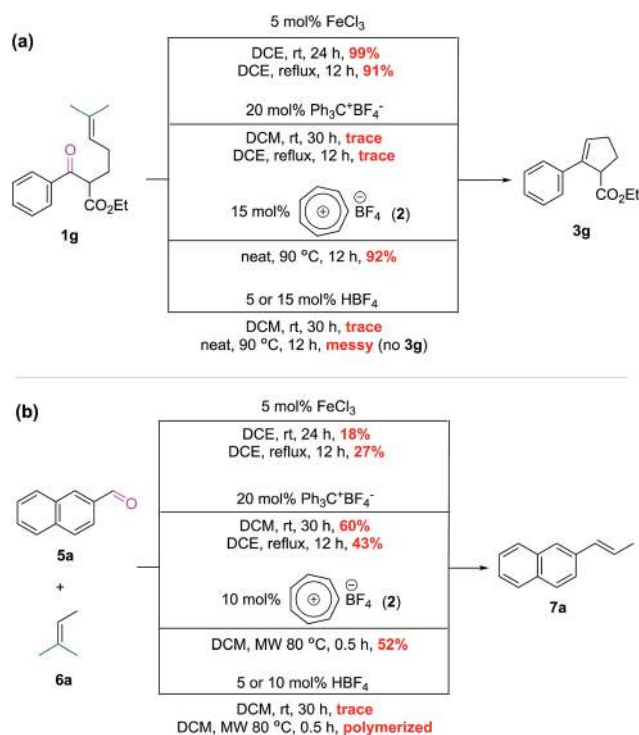 (a)
5 mol% FeCl₃
DCE, rt, 24 h, 99%
DCE, reflux, 12 h, 91%
20 mol% Ph₃C⁺BF₄⁻
DCM, rt, 30 h, trace
DCE, reflux, 12 h, trace
15 mol% ⊕ ⊖ BF₄ (2)
neat, 90 °C, 12 h, 92%
5 or 15 mol% HBF₄
DCM, rt, 30 h, trace
neat, 90 °C, 12 h, messy (no 3g)
O
CO₂Et
1g
O
OEt
3g
(b)
5 mol% FeCl₃
DCE, rt, 24 h, 18%
DCE, reflux, 12 h, 27%
20 mol% Ph₃C⁺BF₄⁻
DCM, rt, 30 h, 60%
DCE, reflux, 12 h, 43%
10 mol% ⊕ ⊖ BF₄ (2)
DCM, MW 80 °C, 0.5 h, 52%
5 or 10 mol% HBF₄
DCM, rt, 30 h, trace
DCM, MW 80 °C, 0.5 h, polymerized
O
5a
+
6a
7a